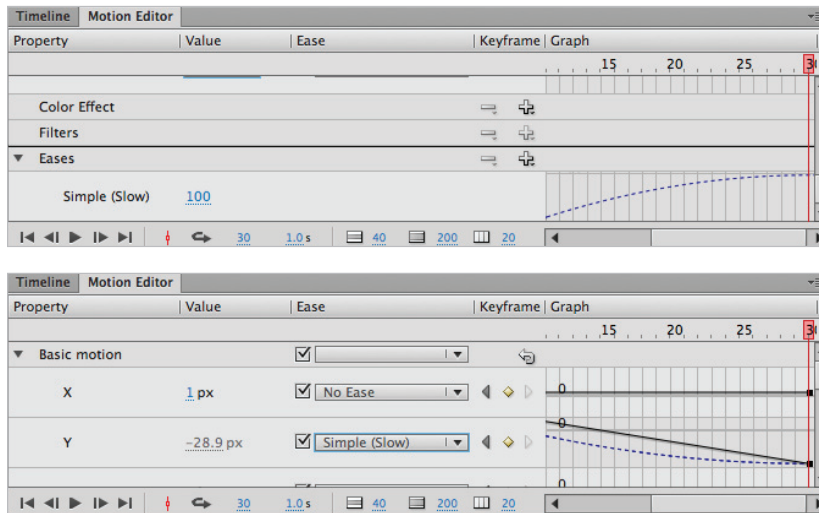 Timeline Motion Editor
Property Value Ease Keyframe Graph
15 20 25 30
Color Effect
Filters
Eases
Simple (Slow) 100
30 1.0 s 40 200 20
Timeline Motion Editor
Property Value Ease Keyframe Graph
15 20 25 3
Basic motion
X 1 px No Ease 0
0
Y -28.9 px Simple (Slow)
0
30 1.0 s 40 200 20